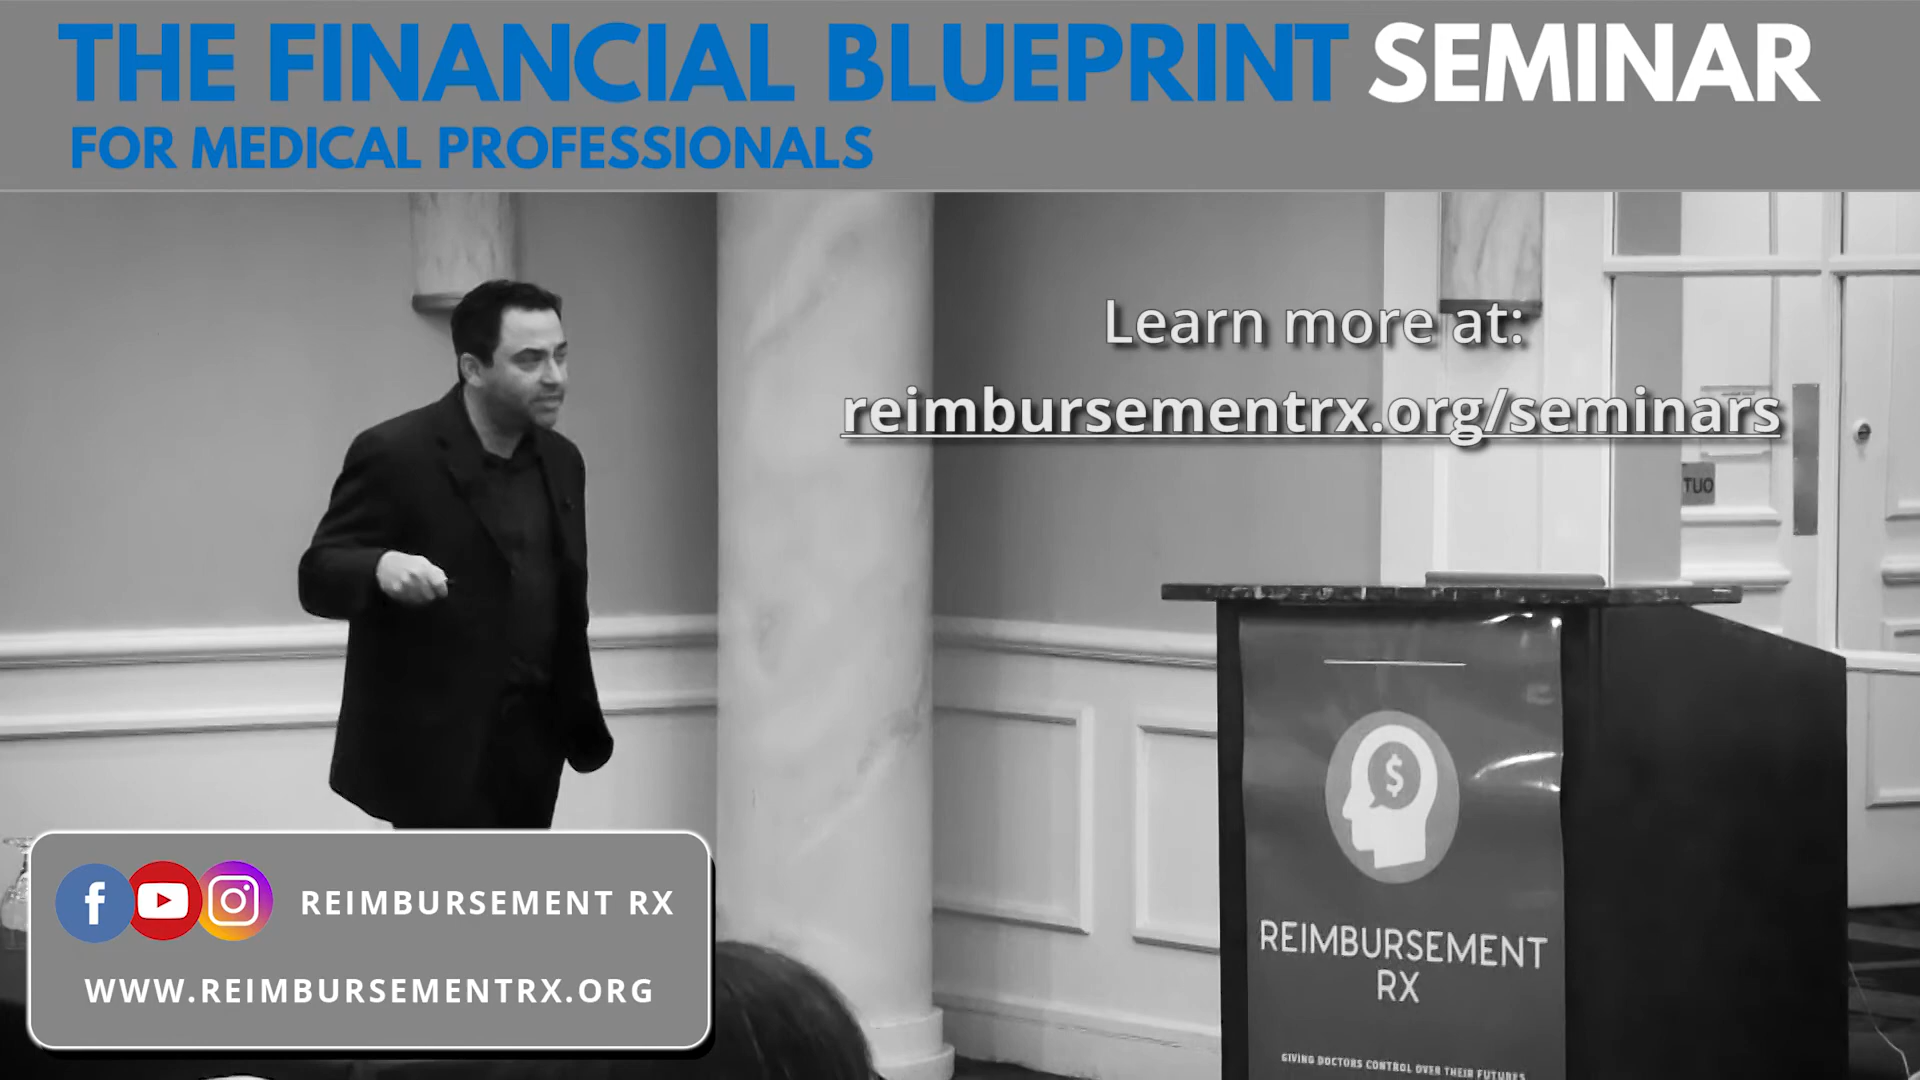 THE FINANCIAL BLUEPRINT SEMINAR
FOR MEDICAL PROFESSIONALS
Learn more at:
reimbursementrx.org/seminars
OUT
$
REIMBURSEMENT
RX
GIVING DOCTORS CONTROL OVER THEIR FUTURES
f
REIMBURSEMENT RX
WWW.REIMBURSEMENTRX.ORG